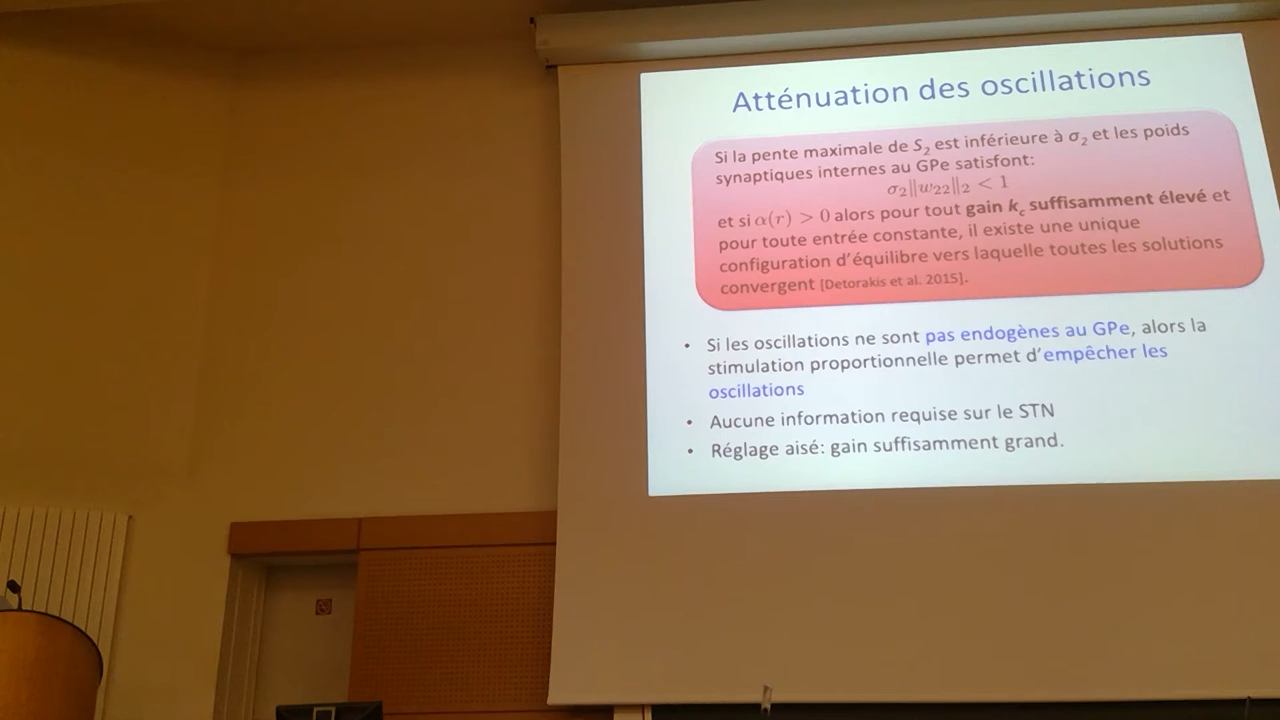 Atténuation des oscillations
Si la pente maximale de S₂ est inférieure à σ₂ et les poids
synaptiques internes au GPe satisfont:
σ₂||w₂₂||₂ < 1
et si α(r) > 0 alors pour tout gain k_c suffisamment élevé et
pour toute entrée constante, il existe une unique
configuration d'équilibre vers laquelle toutes les solutions
convergent [Detorakis et al. 2015].
• Si les oscillations ne sont pas endogènes au GPe, alors la
stimulation proportionnelle permet d'empêcher les
oscillations
• Aucune information requise sur le STN
• Réglage aisé: gain suffisamment grand.